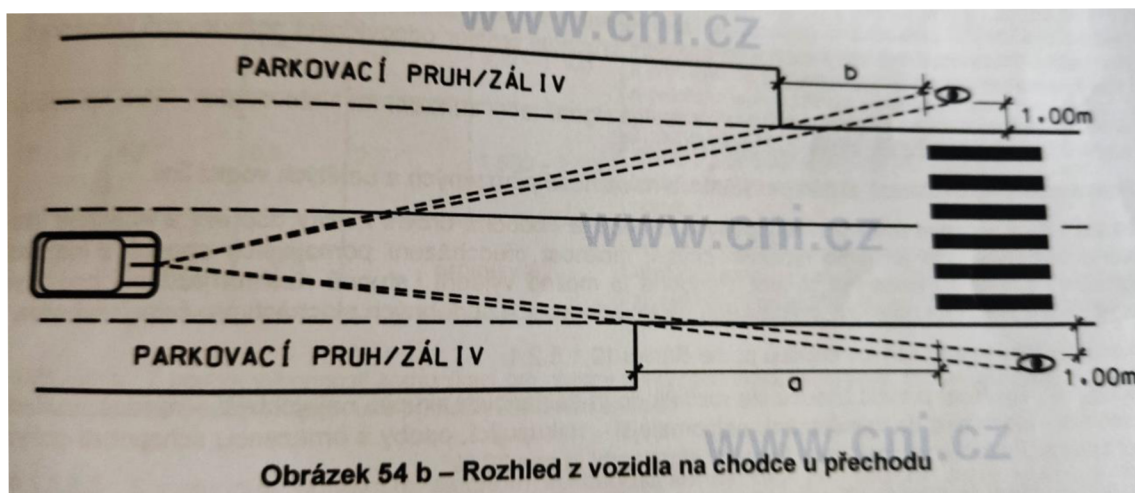 www.cni.cz
PARKOVACÍ PRUH/ZÁLIV
b
1.00m
www.cni.cz
PARKOVACÍ PRUH/ZÁLIV
a
1.00m
www.cni.cz
Obrázek 54 b – Rozhled z vozidla na chodce u přechodu